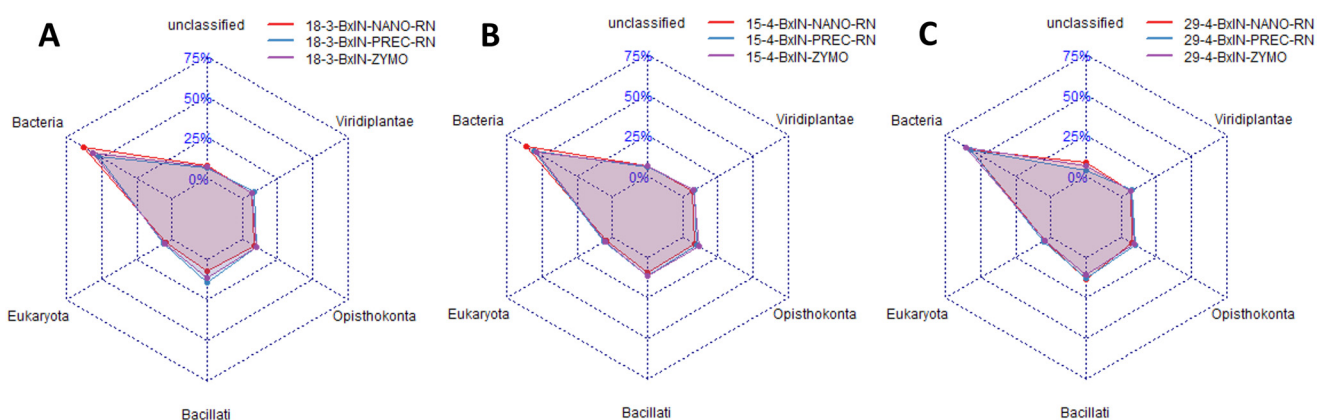 A
unclassified
18-3-BxIN-NANO-RN
18-3-BxIN-PREC-RN
18-3-BxIN-ZYMO
75%
50%
25%
0%
Bacteria
Viridiplantae
Eukaryota
Opisthokonta
Bacillati
B
unclassified
15-4-BxIN-NANO-RN
15-4-BxIN-PREC-RN
15-4-BxIN-ZYMO
75%
50%
25%
0%
Bacteria
Viridiplantae
Eukaryota
Opisthokonta
Bacillati
C
unclassified
29-4-BxIN-NANO-RN
29-4-BxIN-PREC-RN
29-4-BxIN-ZYMO
75%
50%
25%
0%
Bacteria
Viridiplantae
Eukaryota
Opisthokonta
Bacillati